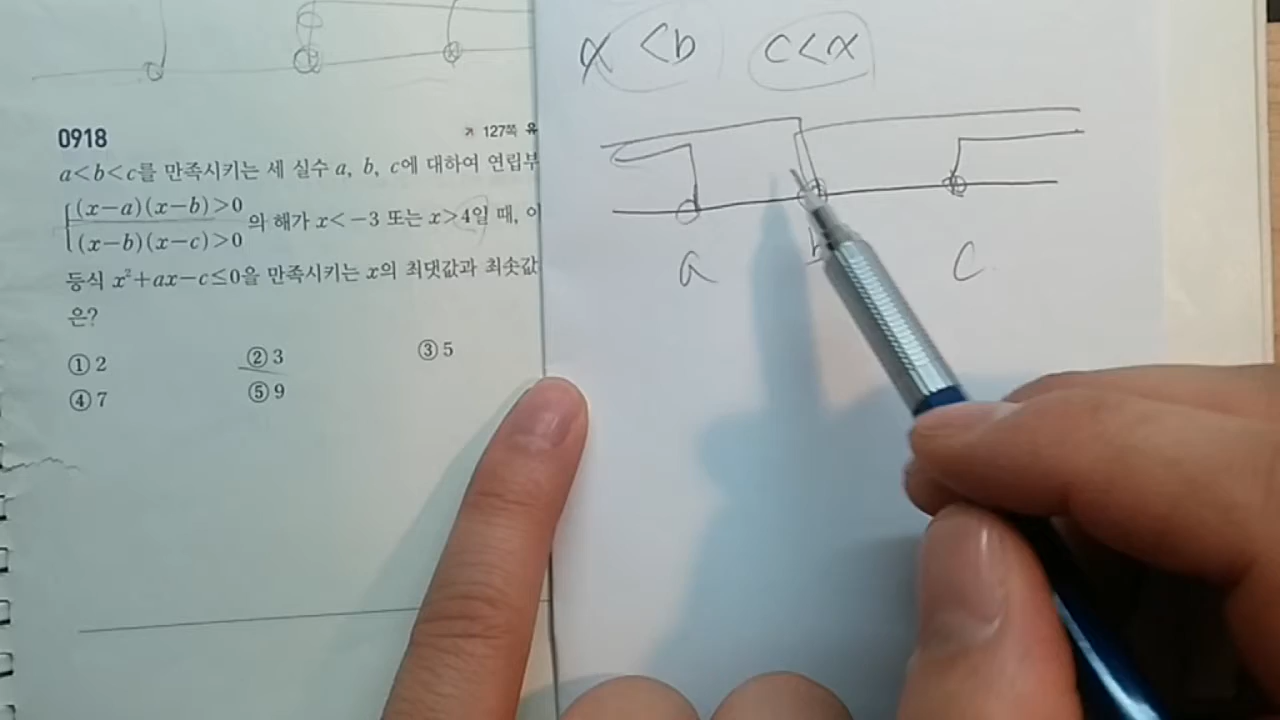 x < b c < x
0918
127쪽 유
a<b<c를 만족시키는 세 실수 a, b, c에 대하여 연립부
(x-a)(x-b)>0
(x-b)(x-c)>0
의 해가 x<-3 또는 x>4일 때, 이
등식 x²+ax-c≤0을 만족시키는 x의 최댓값과 최솟값
은?
① 2 ② 3 ③ 5
④ 7 ⑤ 9
a b c